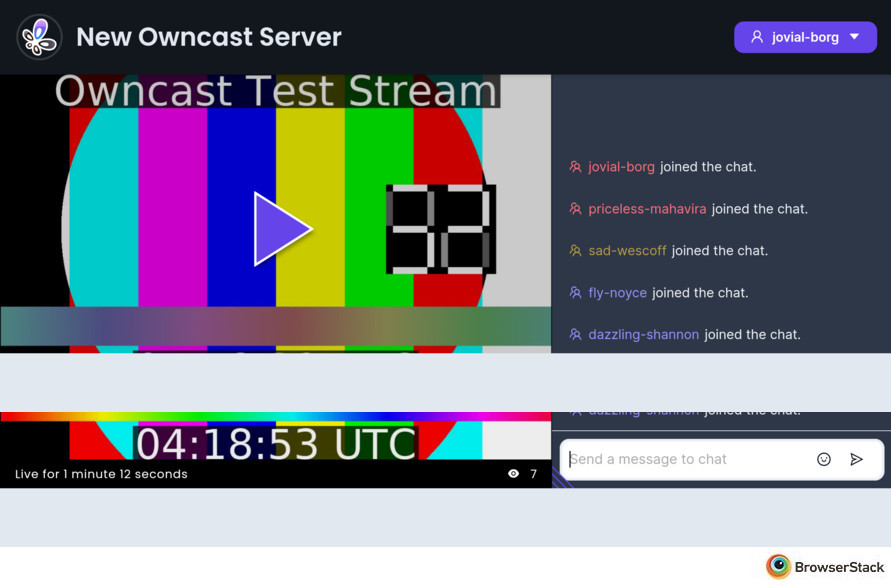 New Owncast Server
jovial-borg
Owncast Test Stream
jovial-borg joined the chat.
priceless-mahavira joined the chat.
sad-wescoff joined the chat.
fly-noyce joined the chat.
dazzling-shannon joined the chat.
dazzling-shannon joined the chat.
04:18:53 UTC
Send a message to chat
Live for 1 minute 12 seconds
7
BrowserStack